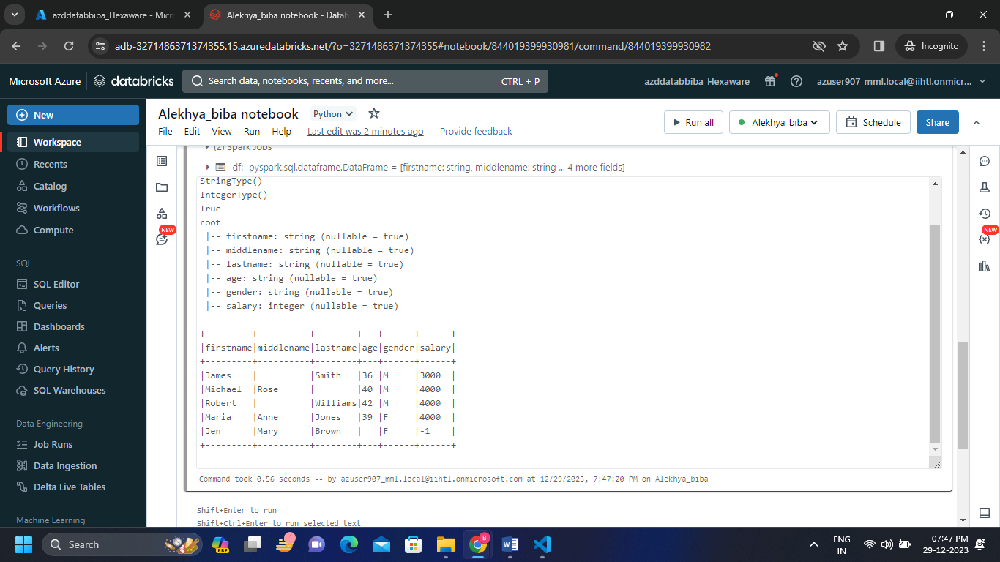 azddatabbiba_Hexaware - Micr
Alekhya_biba notebook - Datab
adb-3271486371374355.15.azuredatabricks.net/?o=3271486371374355#notebook/844019399930981/command/844019399930982
Incognito
Microsoft Azure
databricks
Search data, notebooks, recents, and more...
CTRL + P
azddatabbiba_Hexaware
azuser907_mml.local@iihtl.onmicr...
New
Workspace
Recents
Catalog
Workflows
Compute
SQL
SQL Editor
Queries
Dashboards
Alerts
Query History
SQL Warehouses
Data Engineering
Job Runs
Data Ingestion
Delta Live Tables
Machine Learning
Alekhya_biba notebook
Python
File Edit View Run Help Last edit was 2 minutes ago Provide feedback
Run all
Alekhya_biba
Schedule
Share
NEW
(2) Spark Jobs
df: pyspark.sql.dataframe.DataFrame = [firstname: string, middlename: string ... 4 more fields]
StringType()
IntegerType()
True
root
 |-- firstname: string (nullable = true)
 |-- middlename: string (nullable = true)
 |-- lastname: string (nullable = true)
 |-- age: string (nullable = true)
 |-- gender: string (nullable = true)
 |-- salary: integer (nullable = true)
+---------+----------+--------+---+------+------+
|firstname|middlename|lastname|age|gender|salary|
+---------+----------+--------+---+------+------+
|James    |          |Smith   |36 |M     |3000  |
|Michael  |Rose      |        |40 |M     |4000  |
|Robert   |          |Williams|42 |M     |4000  |
|Maria    |Anne      |Jones   |39 |F     |4000  |
|Jen      |Mary      |Brown   |   |F     |-1    |
+---------+----------+--------+---+------+------+
Command took 0.56 seconds -- by azuser907_mml.local@iihtl.onmicrosoft.com at 12/29/2023, 7:47:20 PM on Alekhya_biba
Shift+Enter to run
Shift+Ctrl+Enter to run selected text
NEW
Search
PRE
1
8
ENG
IN
07:47 PM
29-12-2023